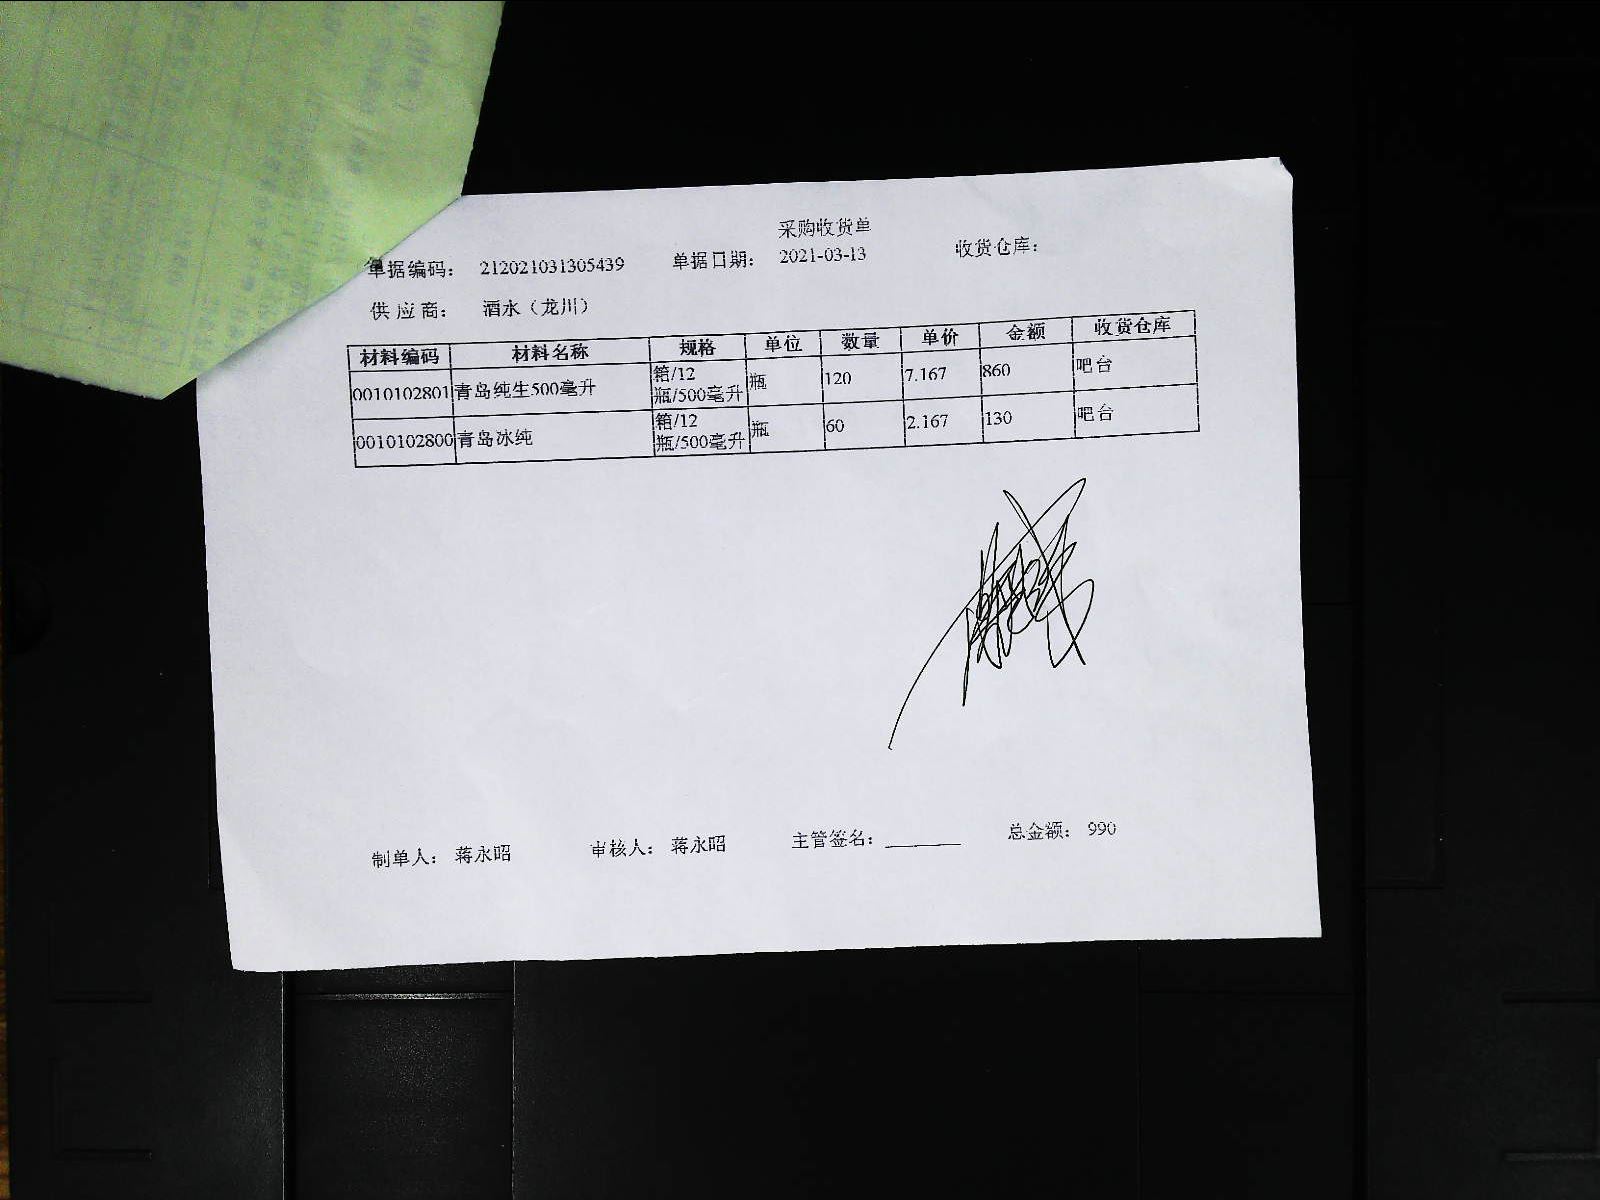 采购收货单
单据编码： 212021031305439 单据日期： 2021-03-13 收货仓库：
供 应 商： 酒水（龙川）
材料编码 材料名称 规格 单位 数量 单价 金额 收货仓库
0010102801 青岛纯生500毫升 箱/12瓶/500毫升 瓶 120 7.167 860 吧台
0010102800 青岛冰纯 箱/12瓶/500毫升 瓶 60 2.167 130 吧台
制单人： 蒋永昭 审核人： 蒋永昭 主管签名： 总金额： 990